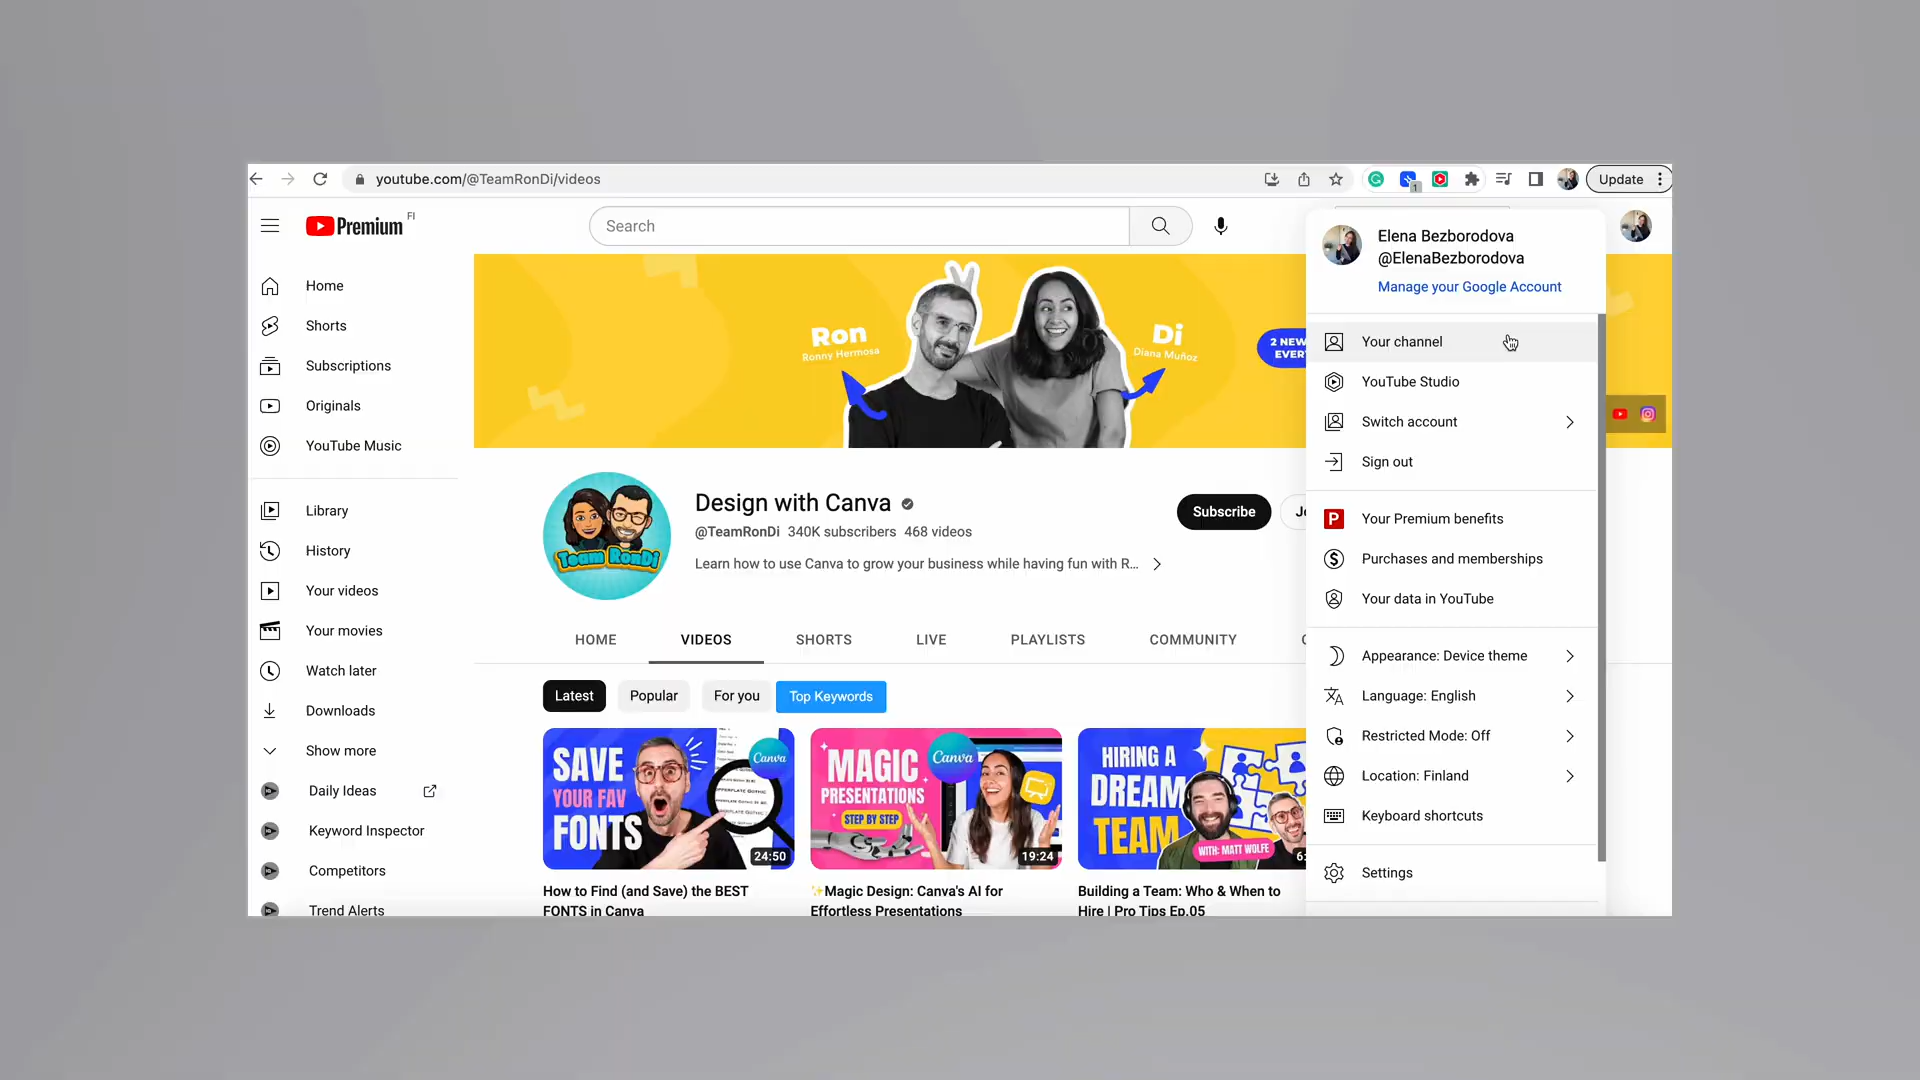 youtube.com/@TeamRonDi/videos
1
Update
Premium FI
Search
Home
Shorts
Subscriptions
Originals
YouTube Music
Library
History
Your videos
Your movies
Watch later
Downloads
Show more
Daily Ideas
Keyword Inspector
Competitors
Trend Alerts
Ron
Ronny Hermosa
Di
Diana Muñoz
2 NEW
EVER
Team RonDi
Design with Canva
@TeamRonDi 340K subscribers 468 videos
Learn how to use Canva to grow your business while having fun with R...
Subscribe
HOME
VIDEOS
SHORTS
LIVE
PLAYLISTS
COMMUNITY
Latest
Popular
For you
Top Keywords
SAVE
YOUR FAV
FONTS
Canva
24:50
How to Find (and Save) the BEST
FONTS in Canva
MAGIC
PRESENTATIONS
STEP BY STEP
Canva
19:24
✨Magic Design: Canva's AI for
Effortless Presentations
HIRING A
DREAM
TEAM
WITH: MATT WOLFE
Building a Team: Who & When to
Hire | Pro Tips Ep.05
Elena Bezborodova
@ElenaBezborodova
Manage your Google Account
Your channel
YouTube Studio
Switch account
Sign out
P
Your Premium benefits
Purchases and memberships
Your data in YouTube
Appearance: Device theme
Language: English
Restricted Mode: Off
Location: Finland
Keyboard shortcuts
Settings